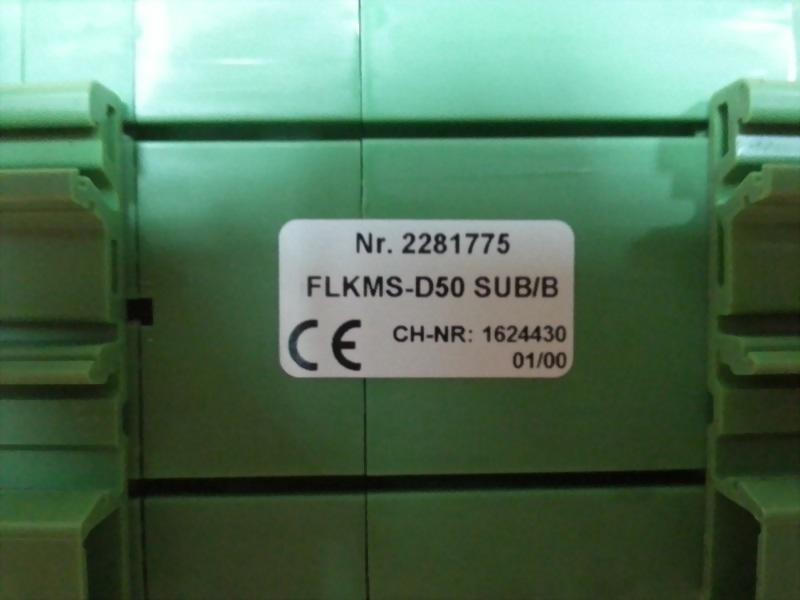 Nr. 2281775
FLKMS-D50 SUB/B
CE CH-NR: 1624430
01/00